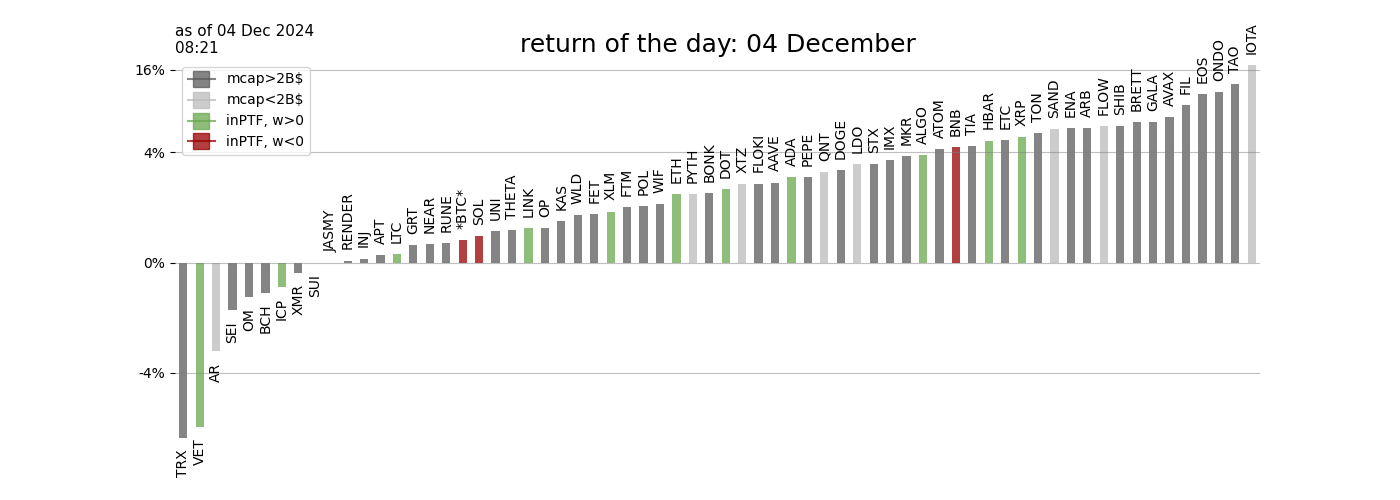 as of 04 Dec 2024
08:21
return of the day: 04 December
mcap>2B$
mcap<2B$
inPTF, w>0
inPTF, w<0
16%
4%
0%
-4%
TRX
VET
AR
SEI
OM
BCH
ICP
XMR
SUI
JASMY
RENDER
INJ
APT
LTC
GRT
NEAR
RUNE
*BTC*
SOL
UNI
THETA
LINK
OP
KAS
WLD
FET
XLM
FTM
POL
WIF
ETH
PYTH
BONK
DOT
XTZ
FLOKI
AAVE
ADA
PEPE
QNT
DOGE
LDO
STX
IMX
MKR
ALGO
ATOM
BNB
TIA
HBAR
ETC
XRP
TON
SAND
ENA
ARB
FLOW
SHIB
BRETT
GALA
AVAX
FIL
EOS
ONDO
TAO
IOTA